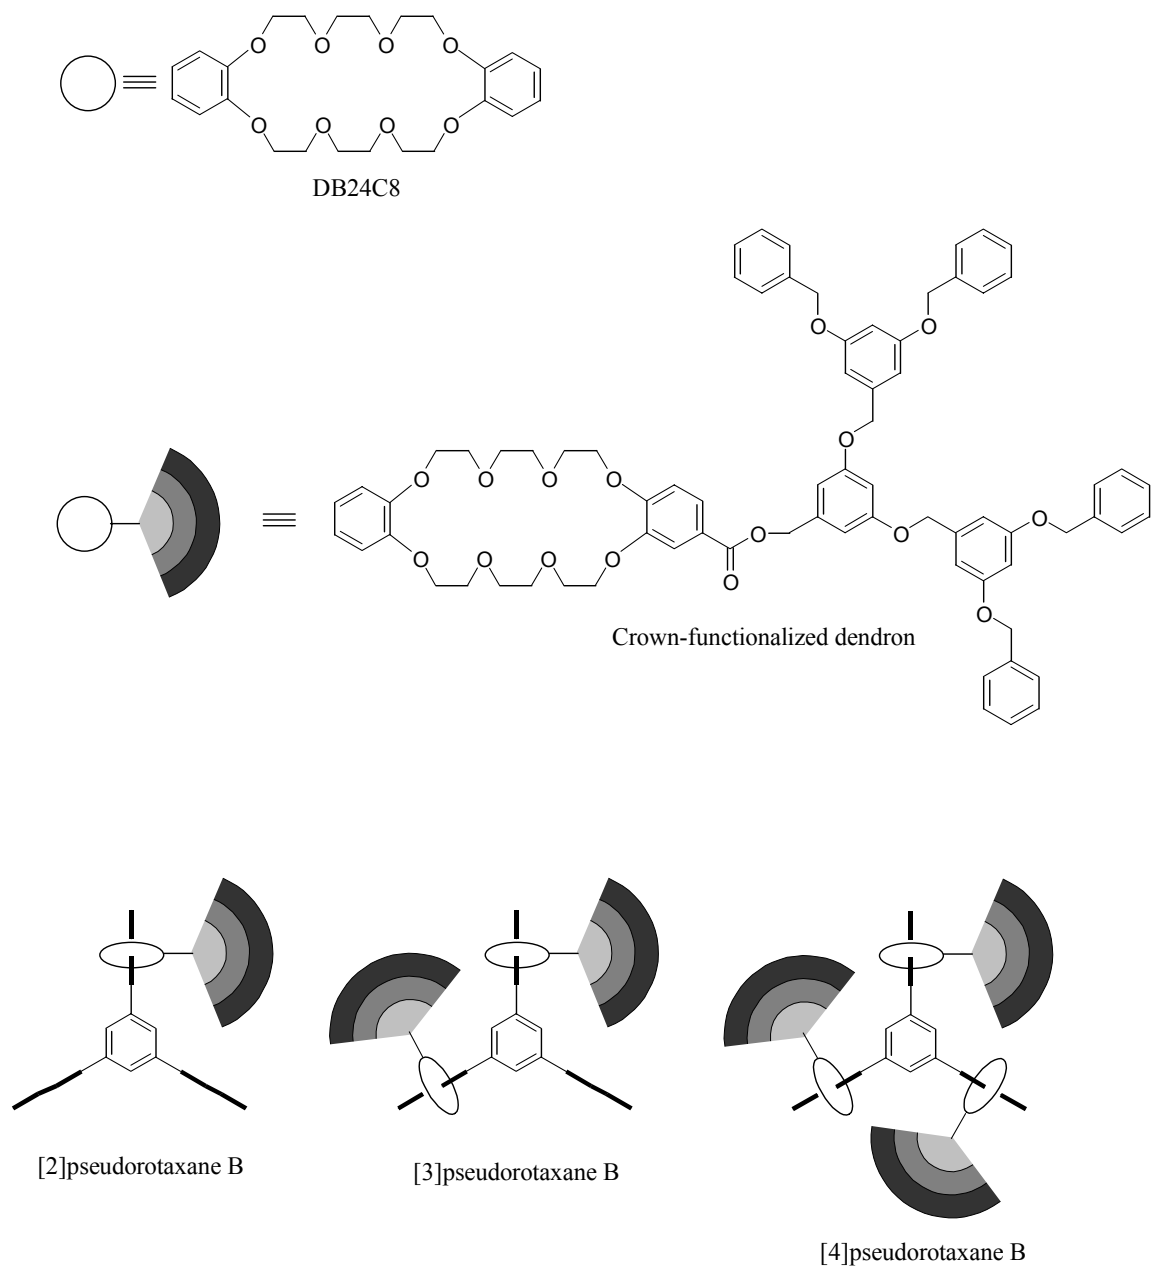 O O O O
O O O O
DB24C8
O O
O
O O O O
O
O O
O O O O
O
O
Crown-functionalized dendron
[2]pseudorotaxane B
[3]pseudorotaxane B
[4]pseudorotaxane B